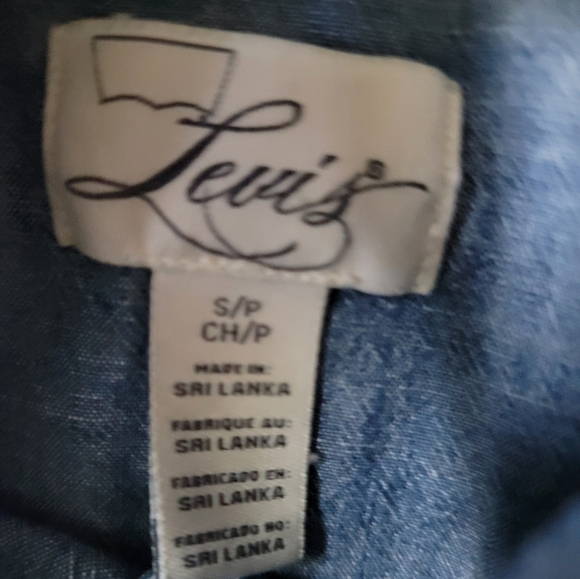 Levi's®
S/P
CH/P
MADE IN:
SRI LANKA
FABRIQUE AU:
SRI LANKA
FABRICADO EN:
SRI LANKA
FABRICADO NO:
SRI LANKA